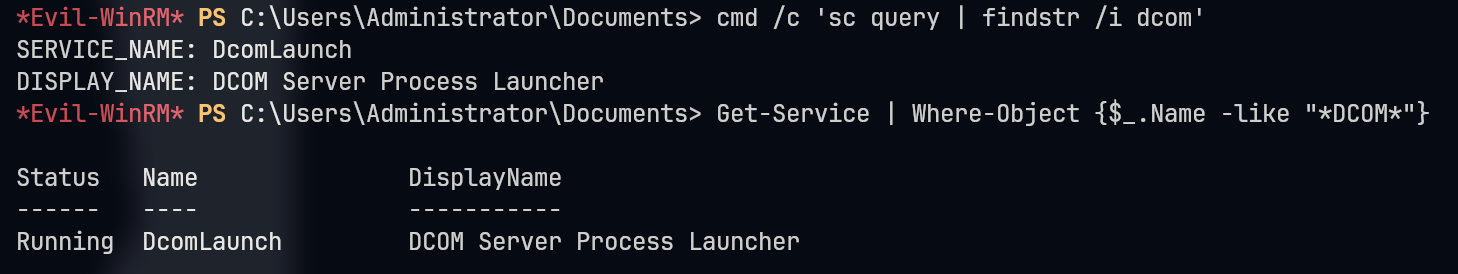 *Evil-WinRM* PS C:\Users\Administrator\Documents> cmd /c 'sc query | findstr /i dcom'
SERVICE_NAME: DcomLaunch
DISPLAY_NAME: DCOM Server Process Launcher
*Evil-WinRM* PS C:\Users\Administrator\Documents> Get-Service | Where-Object {$_.Name -like "*DCOM*"}
Status   Name               DisplayName
------   ----               -----------
Running  DcomLaunch         DCOM Server Process Launcher